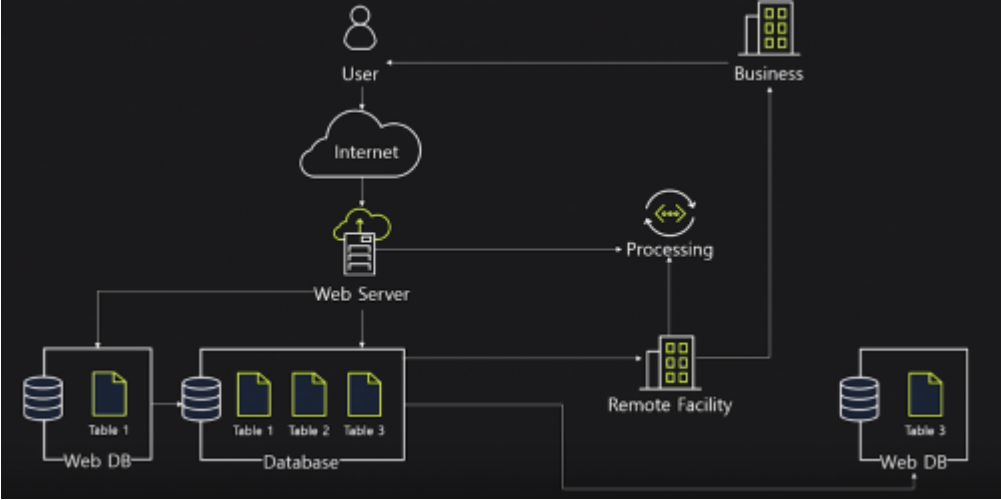 User
Business
Internet
Processing
Web Server
Remote Facility
Table 1
Table 1
Table 2
Table 3
Table 3
Web DB
Database
Web DB